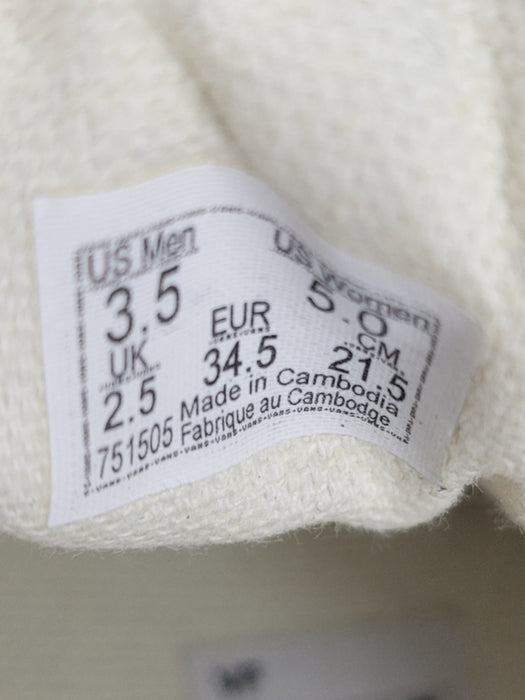 US Men US Women
3.5 5.0
UK EUR CM
2.5 34.5 21.5
Made in Cambodia
751505 Fabrique au Cambodge